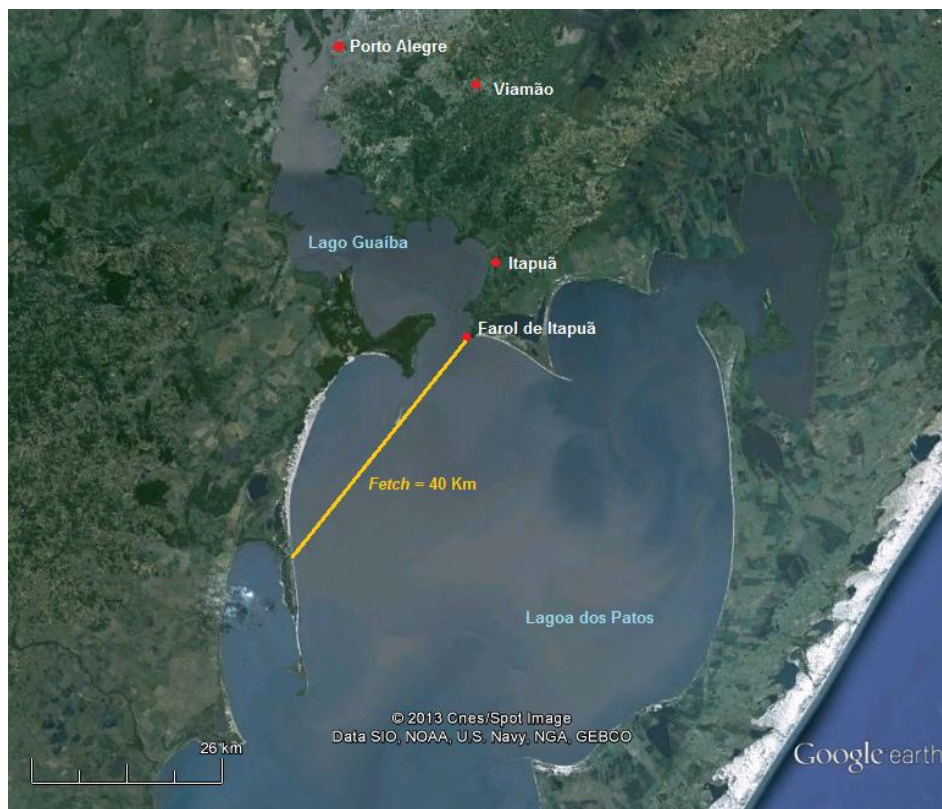 Porto Alegre
Viamão
Lago Guaíba
Itapuã
Farol de Itapuã
Fetch = 40 Km
Lagoa dos Patos
© 2013 Cnes/Spot Image
Data SIO, NOAA, U.S. Navy, NGA, GEBCO
26 km
Google earth